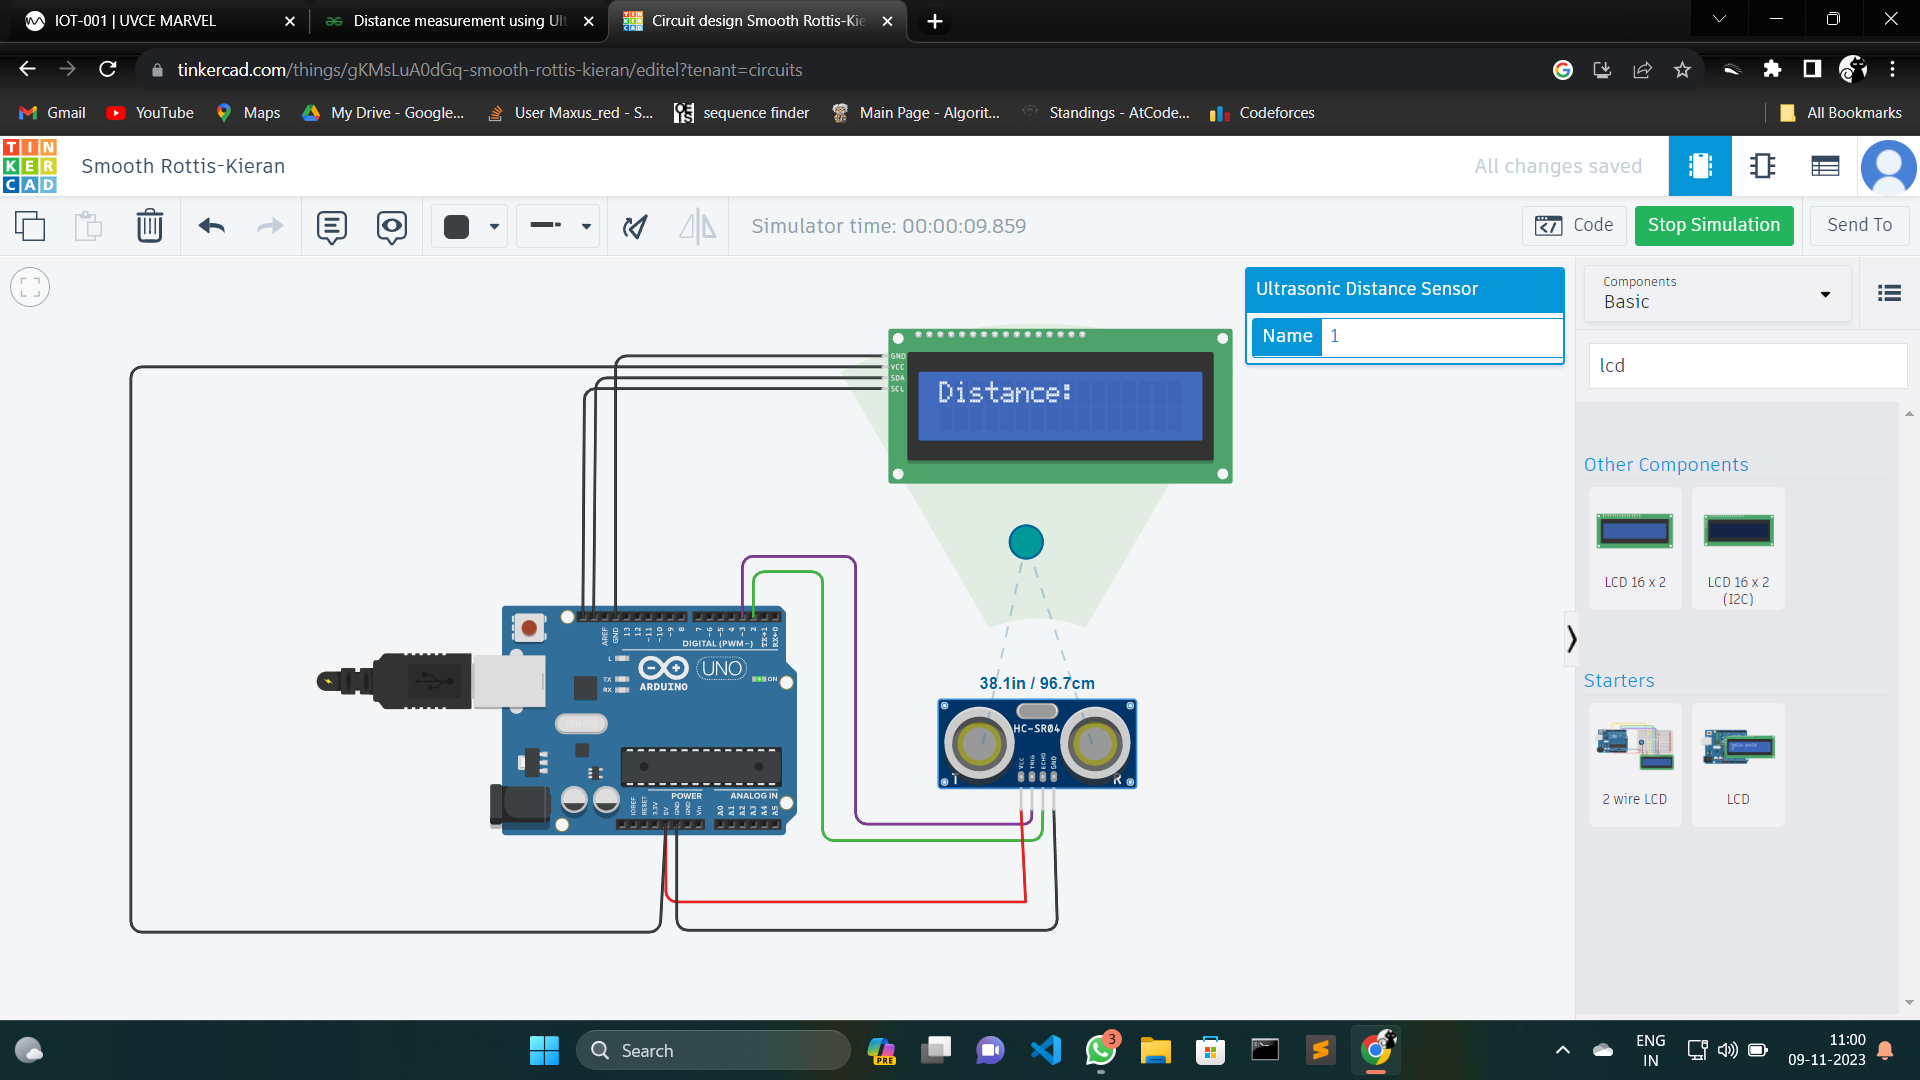 IOT-001 | UVCE MARVEL
Distance measurement using Ult
Circuit design Smooth Rottis-Kie
tinkercad.com/things/gKMsLuA0dGq-smooth-rottis-kieran/editel?tenant=circuits
Gmail
YouTube
Maps
My Drive - Google...
User Maxus_red - S...
sequence finder
Main Page - Algorit...
Standings - AtCode...
Codeforces
All Bookmarks
TIN
KER
CAD
Smooth Rottis-Kieran
All changes saved
Simulator time: 00:00:09.859
Code
Stop Simulation
Send To
Ultrasonic Distance Sensor
Name 1
Components
Basic
lcd
Other Components
LCD 16 x 2
LCD 16 x 2
(I2C)
Starters
2 wire LCD
LCD
GND
VCC
SDA
SCL
Distance:
AREF
GND
13
12
~11
~10
~9
8
7
~6
~5
4
~3
2
TX→1
RX←0
DIGITAL (PWM~)
L
TX
RX
ARDUINO
UNO
ON
POWER
ANALOG IN
IOREF
RESET
3.3V
5V
GND
GND
Vin
A0
A1
A2
A3
A4
A5
38.1in / 96.7cm
HC-SR04
VCC
TRIG
ECHO
GND
T
R
Search
PRE
3
ENG
IN
11:00
09-11-2023